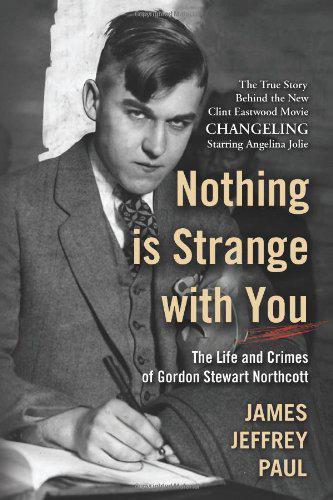 The True Story
Behind the New
Clint Eastwood Movie
CHANGELING
Starring Angelina Jolie
Nothing
is Strange
with You
The Life and Crimes
of Gordon Stewart Northcott
JAMES
JEFFREY
PAUL